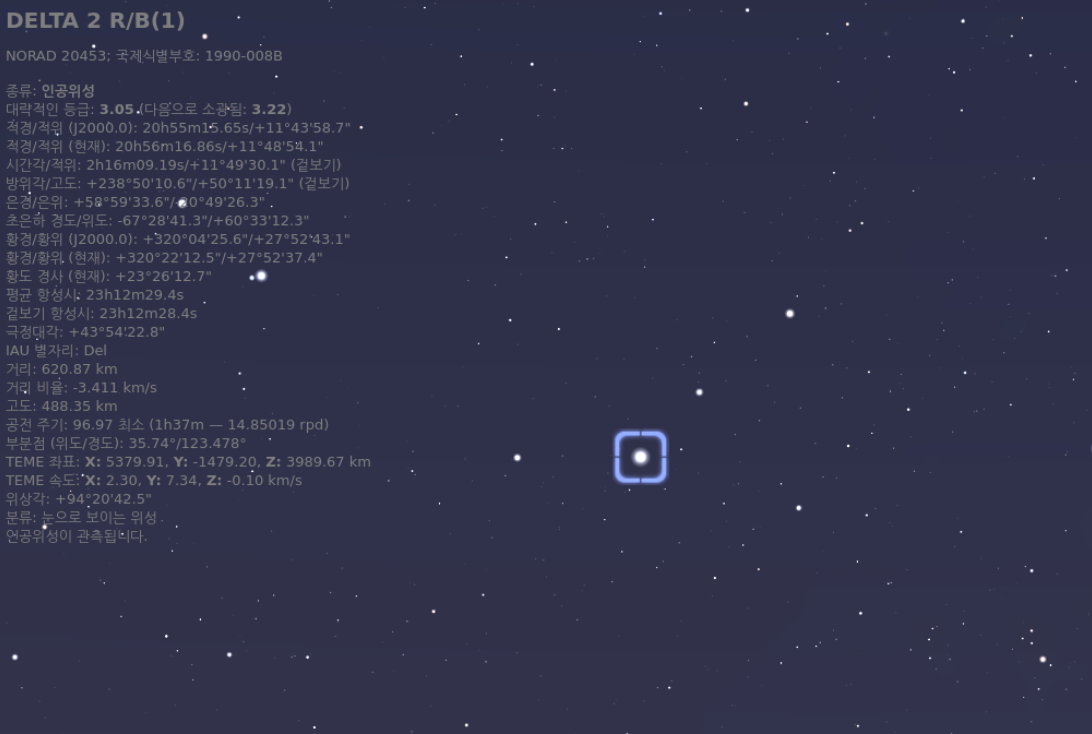 DELTA 2 R/B(1)
NORAD 20453; 국제식별부호: 1990-008B
종류: 인공위성
대략적인 등급: 3.05 (다음으로 소광됨: 3.22)
적경/적위 (J2000.0): 20h55m15.65s/+11°43'58.7"
적경/적위 (현재): 20h56m16.86s/+11°48'54.1"
시간각/적위: 2h16m09.19s/+11°49'30.1" (겉보기)
방위각/고도: +238°50'10.6"/+50°11'19.1" (겉보기)
은경/은위: +58°59'33.6"/-20°49'26.3"
초은하 경도/위도: -67°28'41.3"/+60°33'12.3"
황경/황위 (J2000.0): +320°04'25.6"/+27°52'43.1"
황경/황위 (현재): +320°22'12.5"/+27°52'37.4"
황도 경사 (현재): +23°26'12.7"
평균 항성시: 23h12m29.4s
겉보기 항성시: 23h12m28.4s
극정대각: +43°54'22.8"
IAU 별자리: Del
거리: 620.87 km
거리 비율: -3.411 km/s
고도: 488.35 km
공전 주기: 96.97 최소 (1h37m — 14.85019 rpd)
부분점 (위도/경도): 35.74°/123.478°
TEME 좌표: X: 5379.91, Y: -1479.20, Z: 3989.67 km
TEME 속도: X: 2.30, Y: 7.34, Z: -0.10 km/s
위상각: +94°20'42.5"
분류: 눈으로 보이는 위성
인공위성이 관측됩니다.